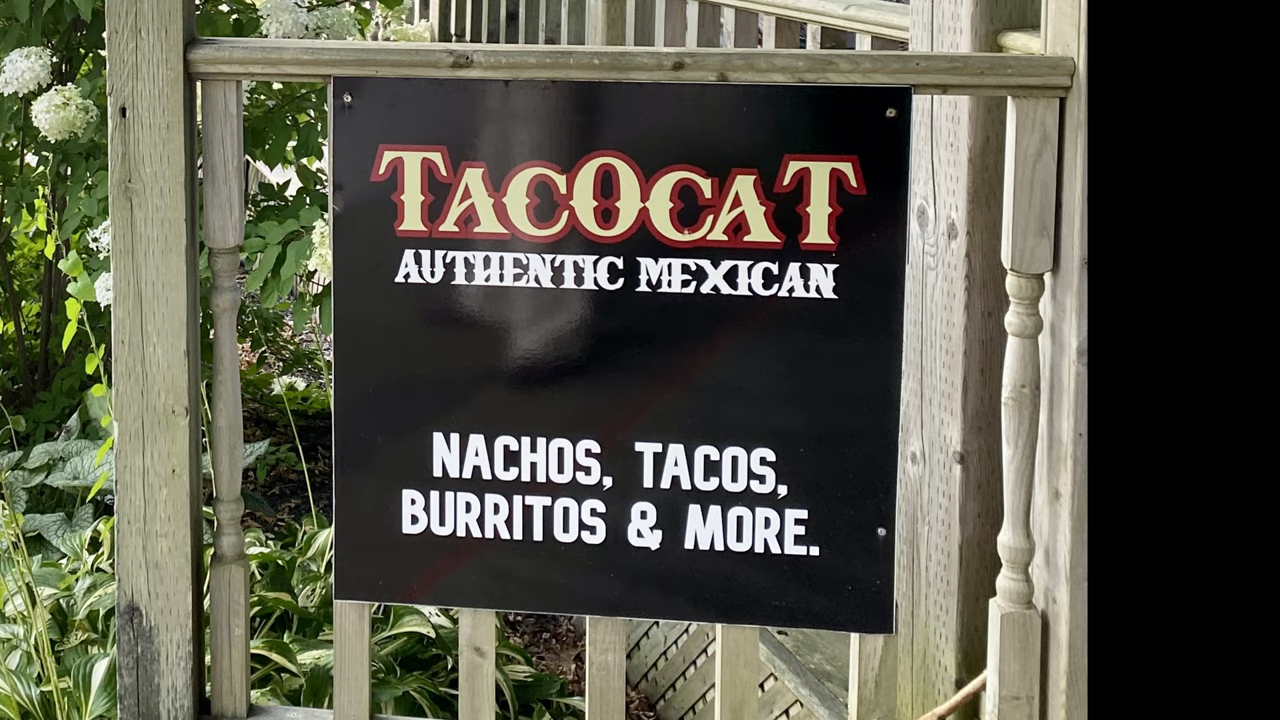 TACOCAT
AUTHENTIC MEXICAN
NACHOS, TACOS,
BURRITOS & MORE.